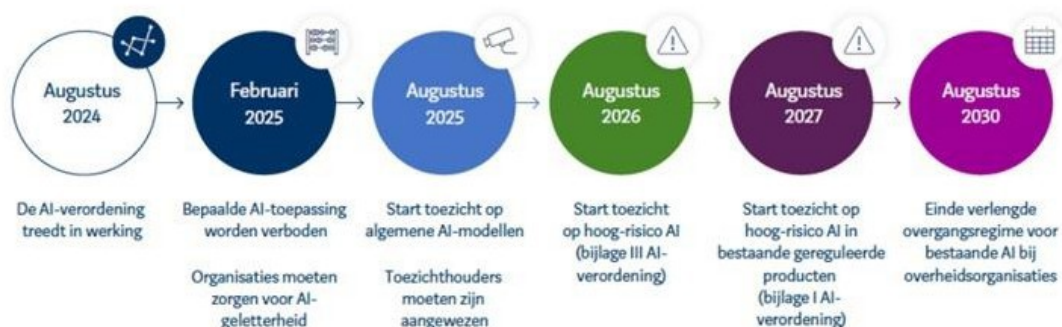 Augustus
2024
Februari
2025
Augustus
2025
Augustus
2026
Augustus
2027
Augustus
2030
De AI-verordening
treedt in werking
Bepaalde AI-toepassing
worden verboden
Organisaties moeten
zorgen voor AI-
geletterheid
Start toezicht op
algemene AI-modellen
Toezichthouders
moeten zijn
aangewezen
Start toezicht
op hoog-risico AI
(bijlage III AI-
verordening)
Start toezicht op
hoog-risico AI in
bestaande gereguleerde
producten
(bijlage I AI-
verordening)
Einde verlengde
overgangsregime voor
bestaande AI bij
overheidsorganisaties